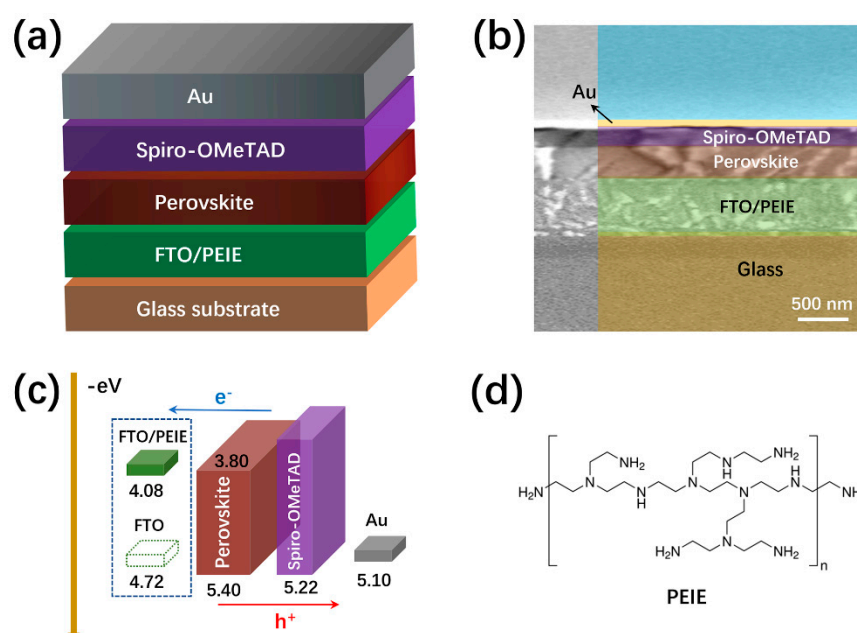 (a)
Au
Spiro-OMeTAD
Perovskite
FTO/PEIE
Glass substrate
(b)
Au
Spiro-OMeTAD
Perovskite
FTO/PEIE
Glass
500 nm
(c)
-eV
e-
FTO/PEIE
4.08
FTO
4.72
3.80
Perovskite
5.40
Spiro-OMeTAD
5.22
Au
5.10
h+
(d)
NH2
N
H
NH2
H2N
N
N
H
N
N
H
N
NH
N
NH2
NH2
n
PEIE